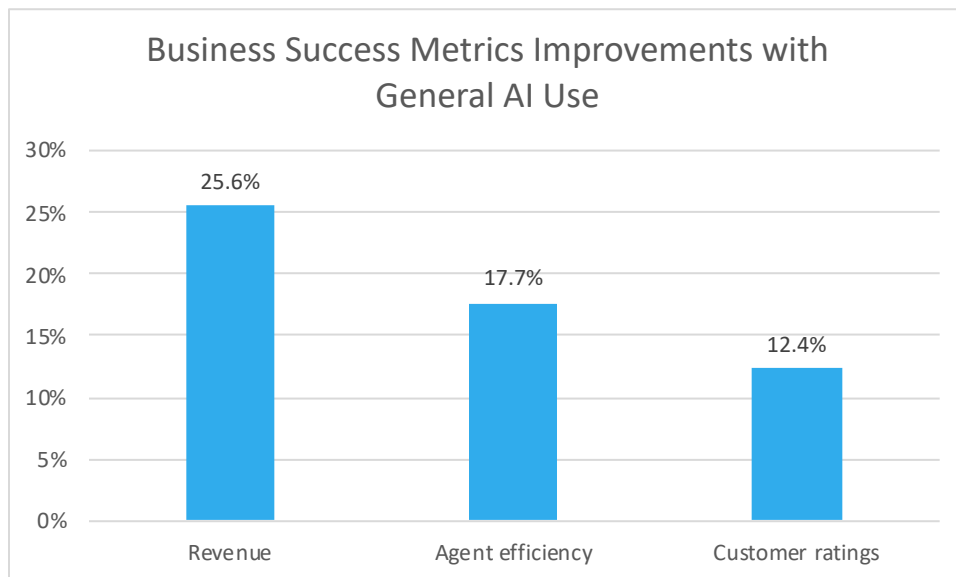 Business Success Metrics Improvements with
General AI Use
30%
25.6%
25%
20%
17.7%
15%
12.4%
10%
5%
0%
Revenue
Agent efficiency
Customer ratings